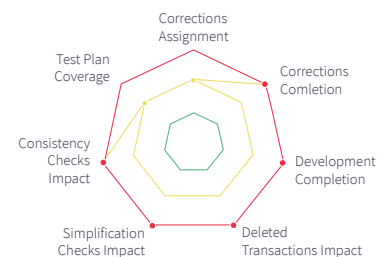 Corrections
Assignment
Test Plan
Coverage
Corrections
Comletion
Consistency
Checks
Impact
Development
Completion
Simplification
Checks Impact
Deleted
Transactions Impact